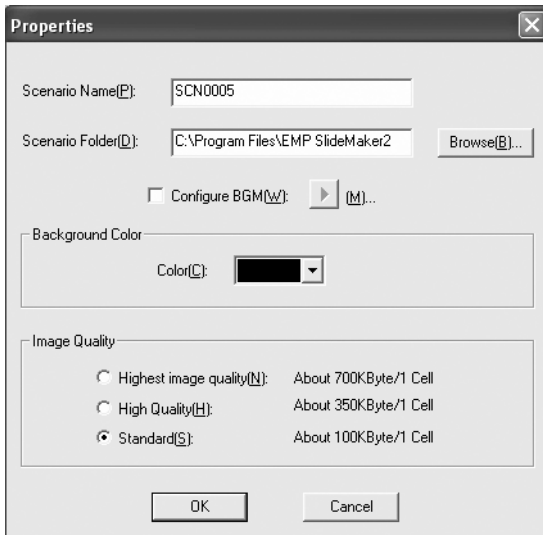 Properties
Scenario Name(P): SCN0005
Scenario Folder(D): C:\Program Files\EMP SlideMaker2 Browse(B)...
Configure BGM(W): (M)...
Background Color
Color(C):
Image Quality
Highest image quality(N): About 700KByte/1 Cell
High Quality(H): About 350KByte/1 Cell
Standard(S): About 100KByte/1 Cell
OK Cancel